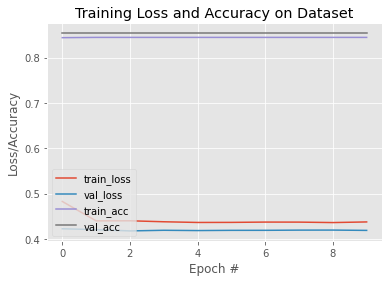 Training Loss and Accuracy on Dataset
Loss/Accuracy
0.8
0.7
0.6
0.5
0.4
train_loss
val_loss
train_acc
val_acc
0
2
4
6
8
Epoch #